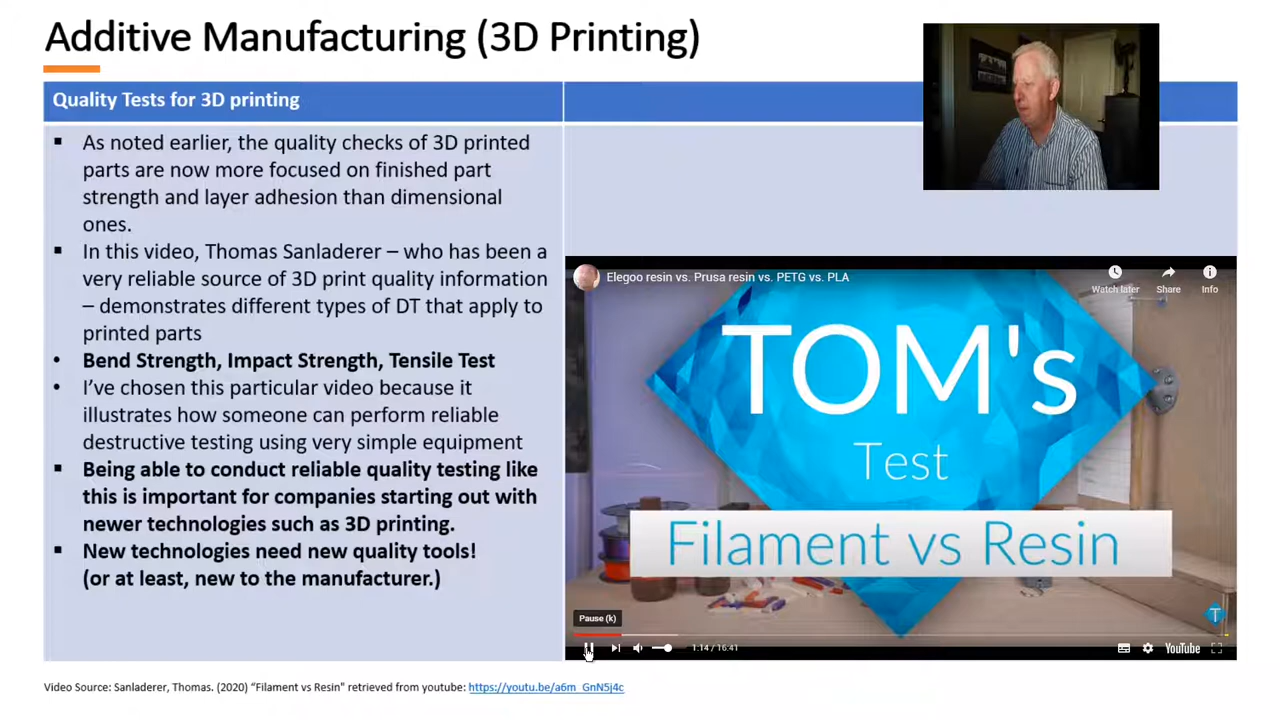 Additive Manufacturing (3D Printing)
Quality Tests for 3D printing
▪ As noted earlier, the quality checks of 3D printed
parts are now more focused on finished part
strength and layer adhesion than dimensional
ones.
▪ In this video, Thomas Sanladerer – who has been a
very reliable source of 3D print quality information
– demonstrates different types of DT that apply to
printed parts
• Bend Strength, Impact Strength, Tensile Test
• I've chosen this particular video because it
illustrates how someone can perform reliable
destructive testing using very simple equipment
▪ Being able to conduct reliable quality testing like
this is important for companies starting out with
newer technologies such as 3D printing.
▪ New technologies need new quality tools!
(or at least, new to the manufacturer.)
Elegoo resin vs. Prusa resin vs. PETG vs. PLA
Watch later
Share
Info
TOM's
Test
Filament vs Resin
T
Pause (k)
1:14 / 16:41
YouTube
Video Source: Sanladerer, Thomas. (2020) "Filament vs Resin" retrieved from youtube: https://youtu.be/a6m_GnN5j4c